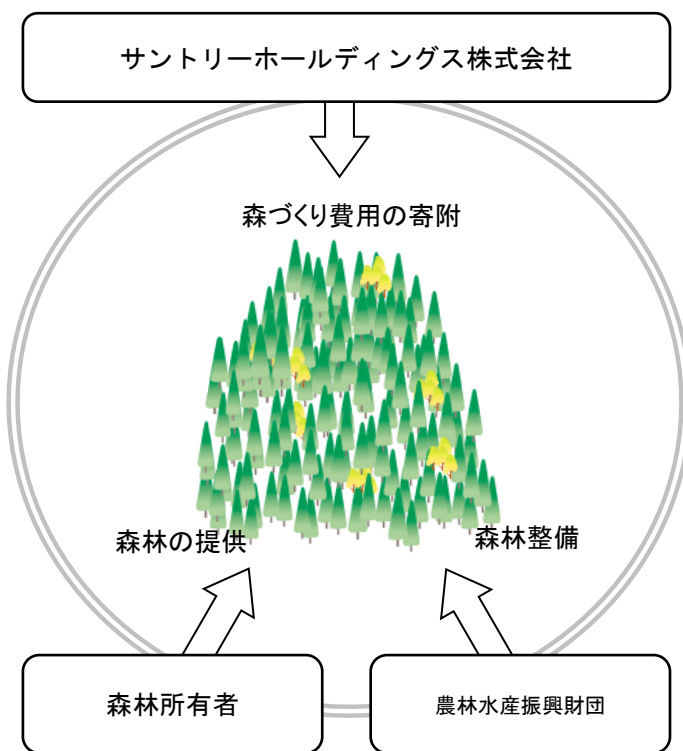 サントリーホールディングス株式会社
森づくり費用の寄附
森林の提供
森林整備
森林所有者
農林水産振興財団